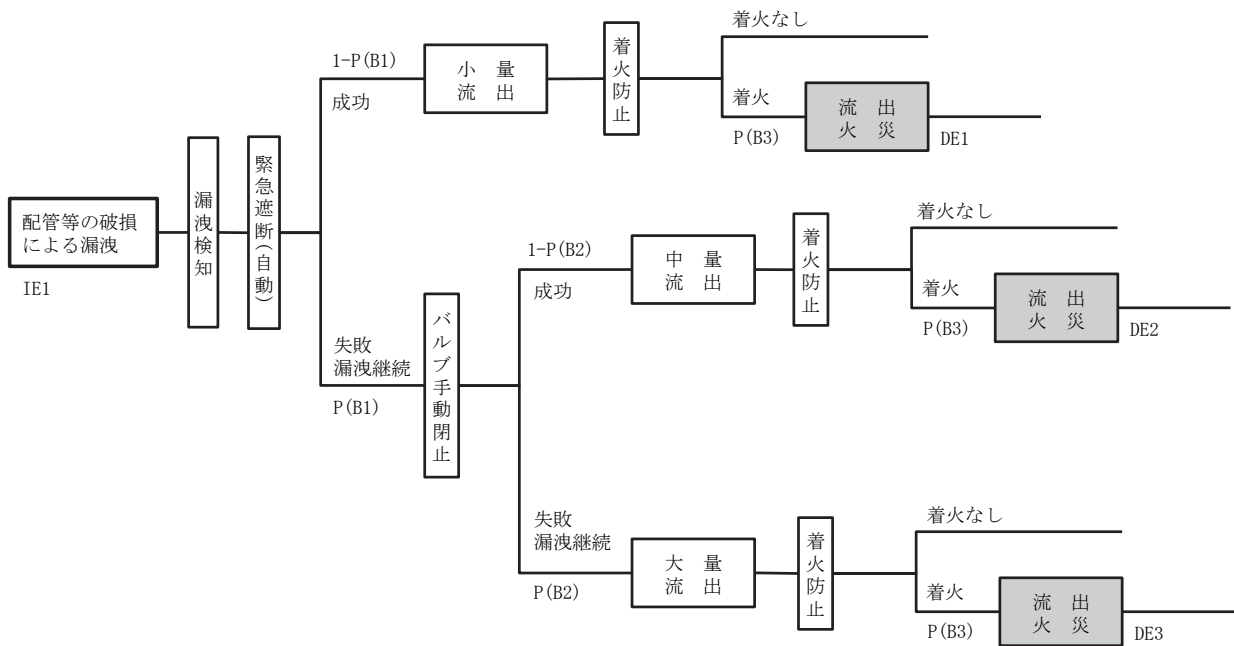 配管等の破損
による漏洩
IE1
漏洩検知
緊急遮断(自動)
1-P(B1)
成功
小 量
流 出
着火防止
着火なし
着火
P(B3)
流 出
火 災
DE1
失敗
漏洩継続
P(B1)
バルブ手動閉止
1-P(B2)
成功
中 量
流 出
着火防止
着火なし
着火
P(B3)
流 出
火 災
DE2
失敗
漏洩継続
P(B2)
大 量
流 出
着火防止
着火なし
着火
P(B3)
流 出
火 災
DE3